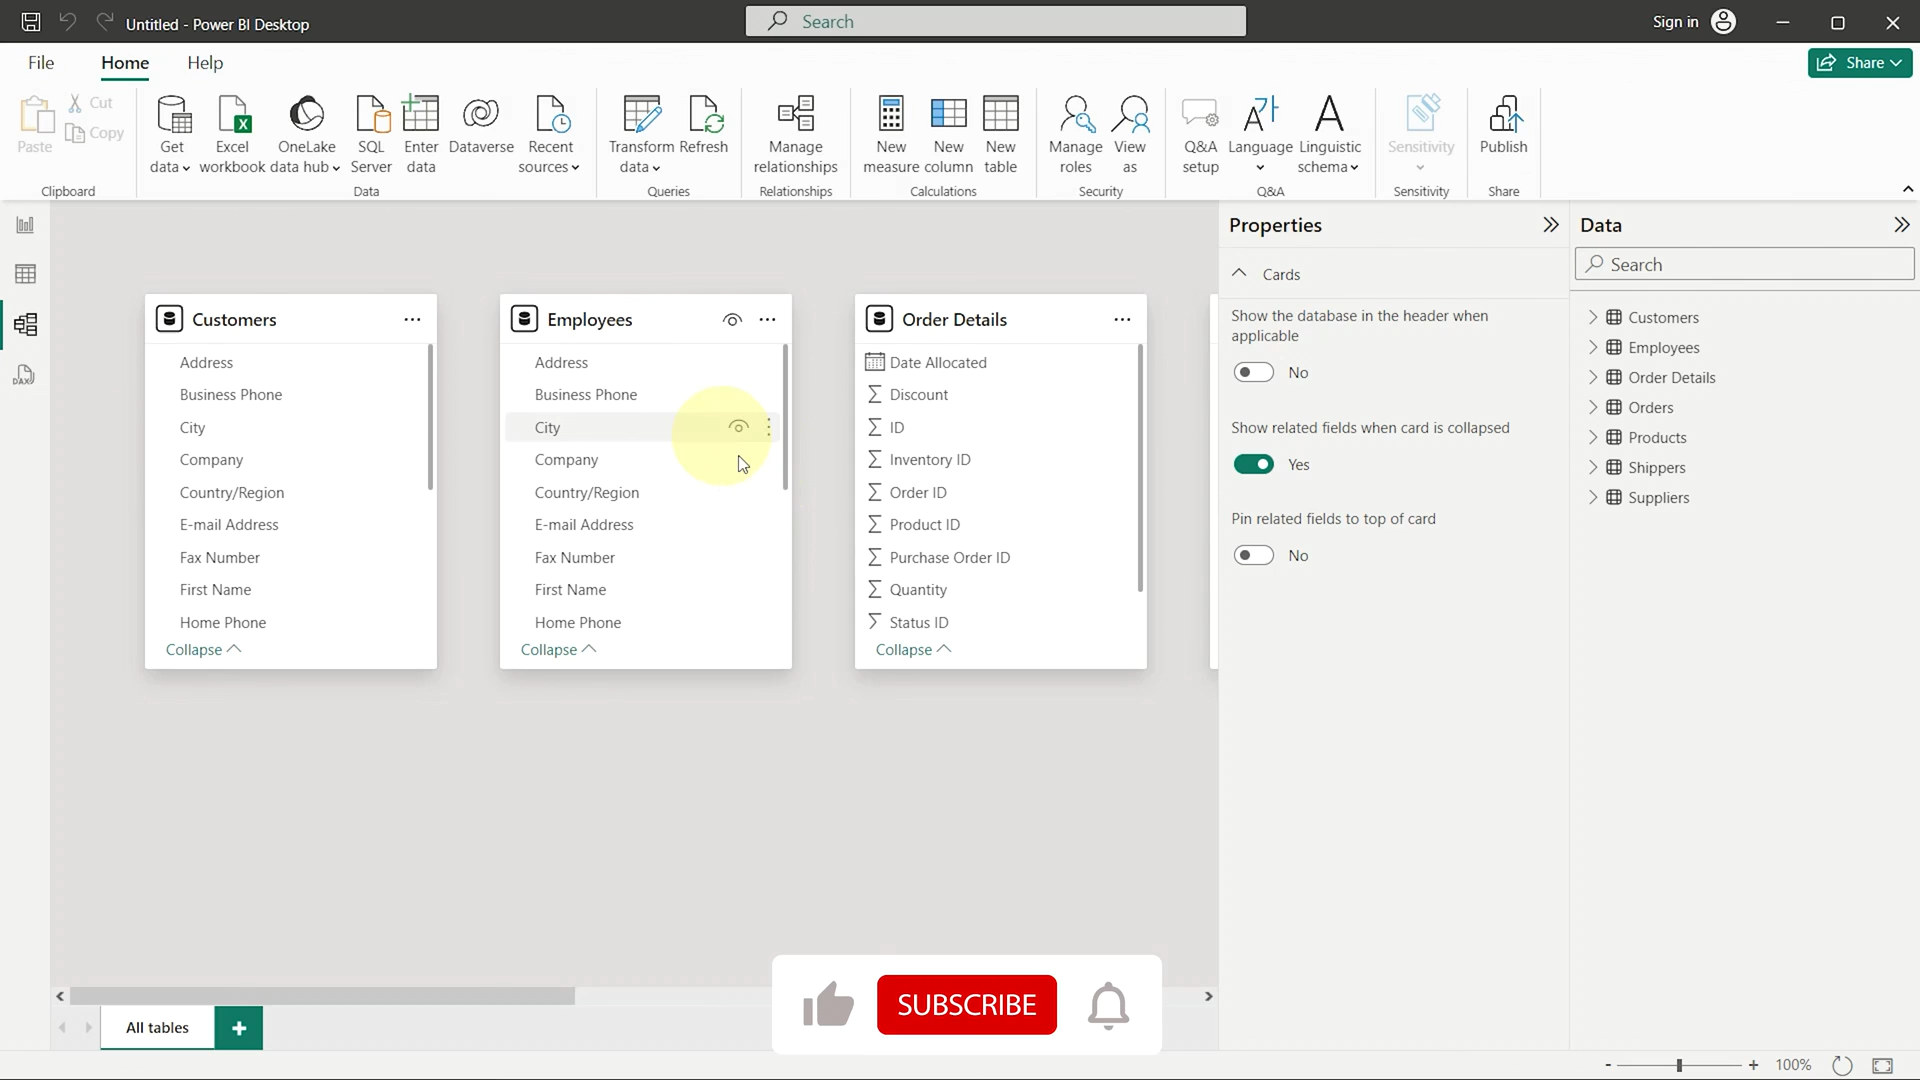 Untitled - Power BI Desktop
Search
Sign in
File
Home
Help
Share
Paste
Cut
Copy
Clipboard
Get data
Excel workbook
OneLake data hub
SQL Server
Enter data
Dataverse
Recent sources
Data
Transform data
Refresh
Queries
Manage relationships
Relationships
New measure
New column
New table
Calculations
Manage roles
View as
Security
Q&A setup
Language
Linguistic schema
Q&A
Sensitivity
Sensitivity
Publish
Share
DAX
Customers
Address
Business Phone
City
Company
Country/Region
E-mail Address
Fax Number
First Name
Home Phone
Collapse
Employees
Address
Business Phone
City
Company
Country/Region
E-mail Address
Fax Number
First Name
Home Phone
Collapse
Order Details
Date Allocated
Discount
ID
Inventory ID
Order ID
Product ID
Purchase Order ID
Quantity
Status ID
Collapse
Properties
Cards
Show the database in the header when
applicable
No
Show related fields when card is collapsed
Yes
Pin related fields to top of card
No
Data
Search
Customers
Employees
Order Details
Orders
Products
Shippers
Suppliers
SUBSCRIBE
All tables
+
- + 100%